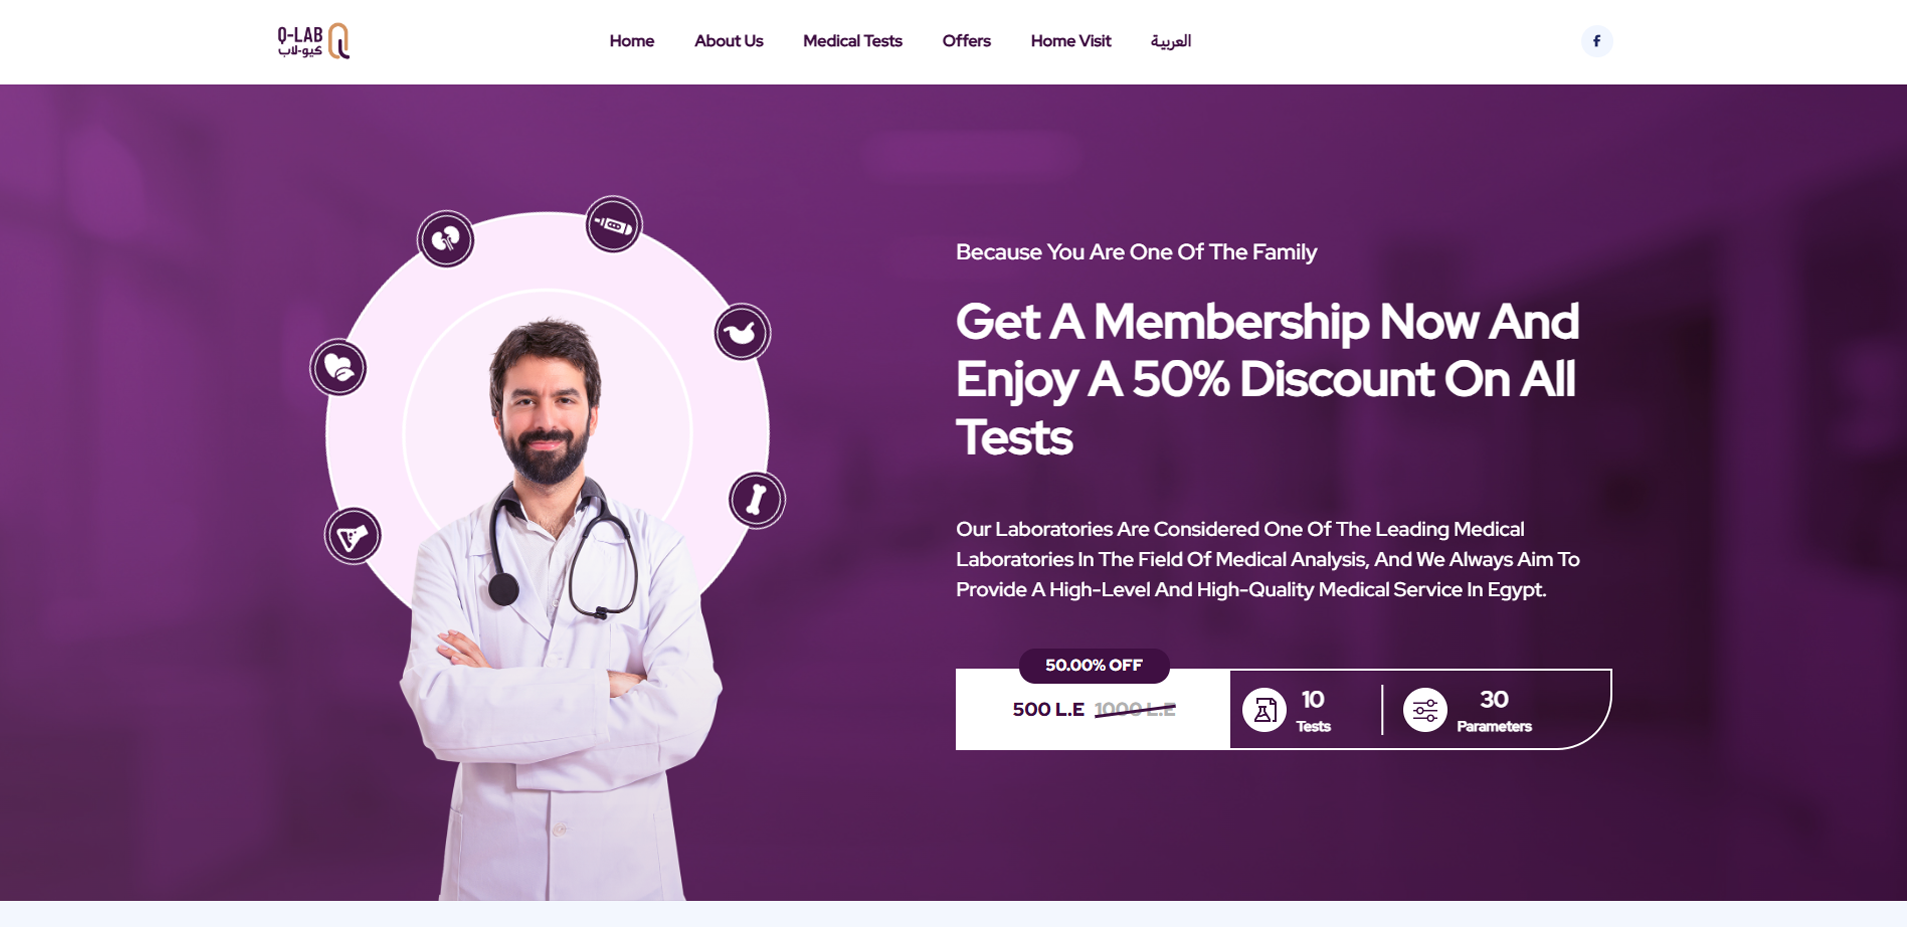 Q-LAB
كيو-لاب
Home
About Us
Medical Tests
Offers
Home Visit
العربية
f
Because You Are One Of The Family
Get A Membership Now And
Enjoy A 50% Discount On All
Tests
Our Laboratories Are Considered One Of The Leading Medical
Laboratories In The Field Of Medical Analysis, And We Always Aim To
Provide A High-Level And High-Quality Medical Service In Egypt.
50.00% OFF
500 L.E 1000 L.E
10
Tests
30
Parameters